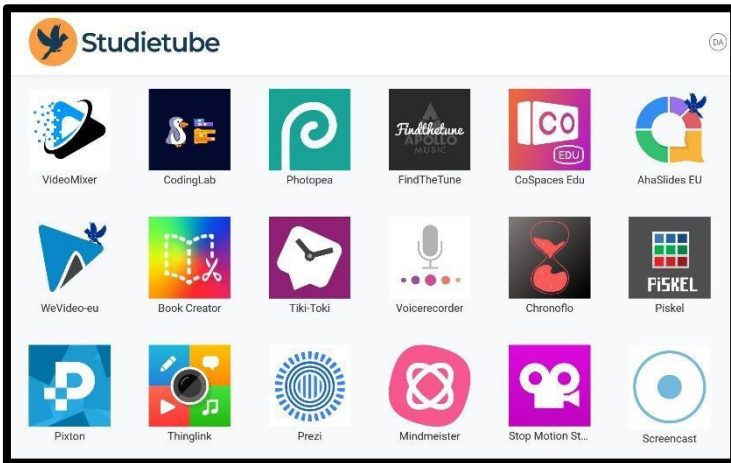 Studietube
DA
Findthetune
APOLLO
MUSIC
CO
EDU
VideoMixer
CodingLab
Photopea
FindTheTune
CoSpaces Edu
AhaSlides EU
PiSKEL
WeVideo-eu
Book Creator
Tiki-Toki
Voicerecorder
Chronoflo
Piskel
Pixton
Thinglink
Prezi
Mindmeister
Stop Motion St...
Screencast